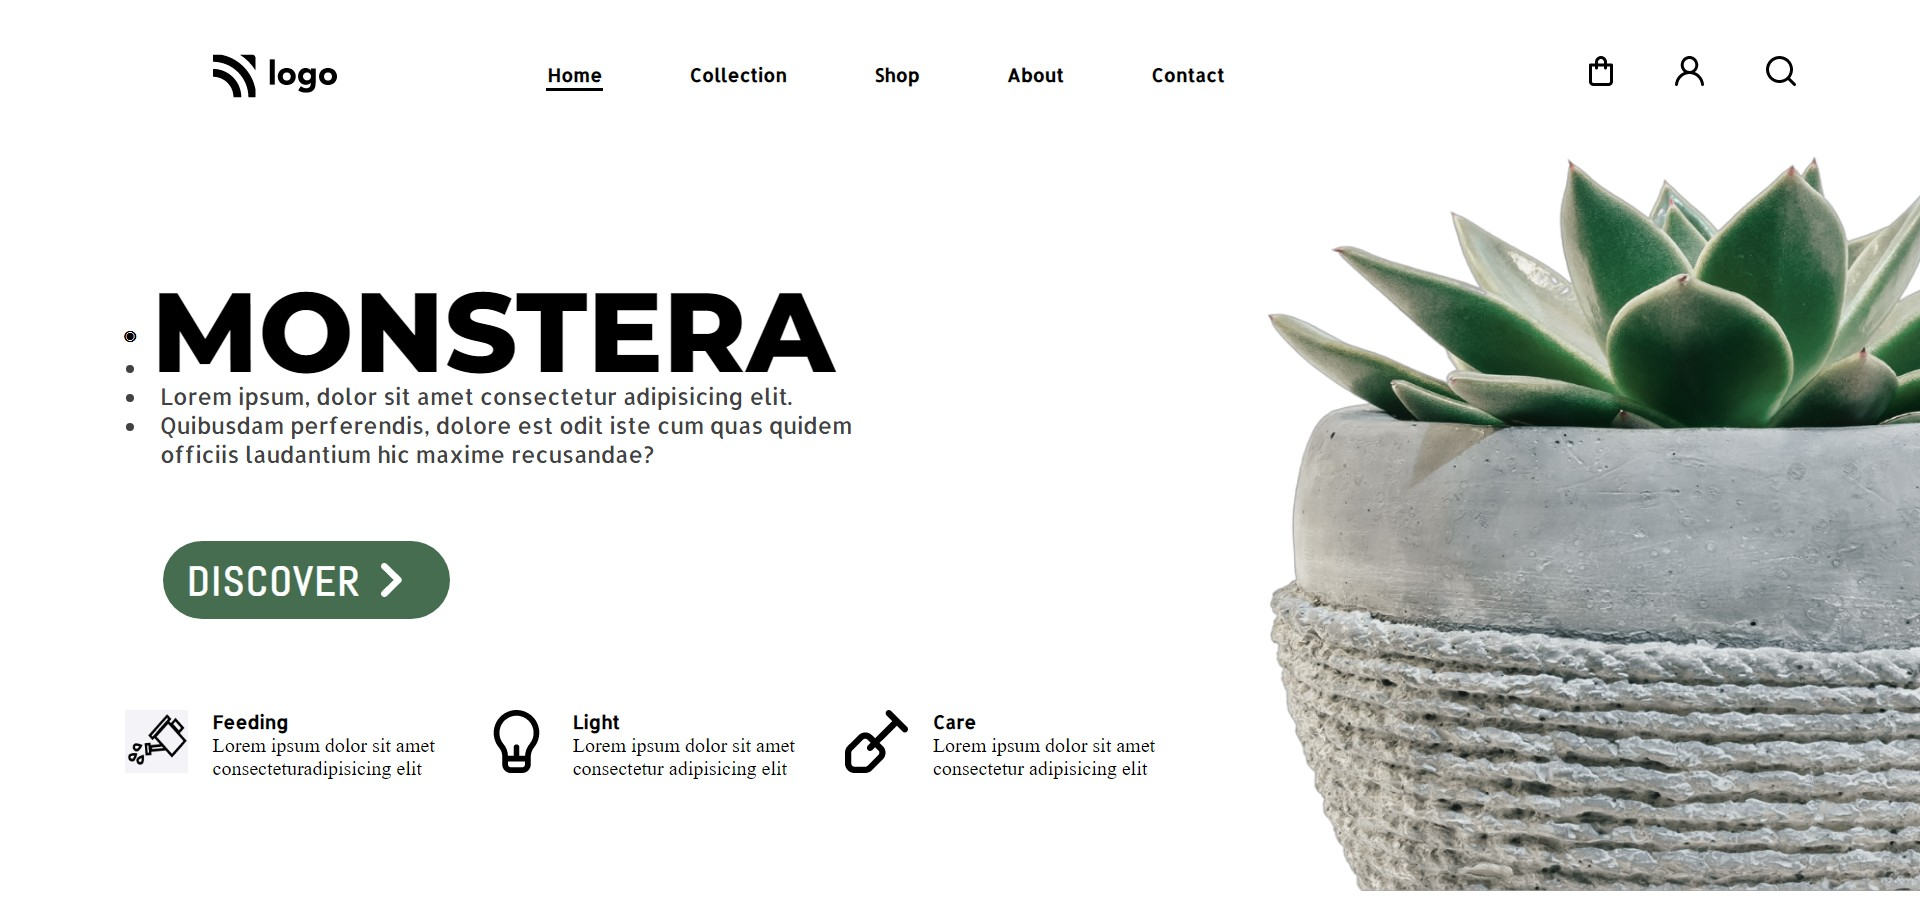 logo
Home Collection Shop About Contact
MONSTERA
Lorem ipsum, dolor sit amet consectetur adipisicing elit.
Quibusdam perferendis, dolore est odit iste cum quas quidem
officiis laudantium hic maxime recusandae?
DISCOVER
Feeding
Lorem ipsum dolor sit amet
consecteturadipisicing elit
Light
Lorem ipsum dolor sit amet
consectetur adipisicing elit
Care
Lorem ipsum dolor sit amet
consectetur adipisicing elit